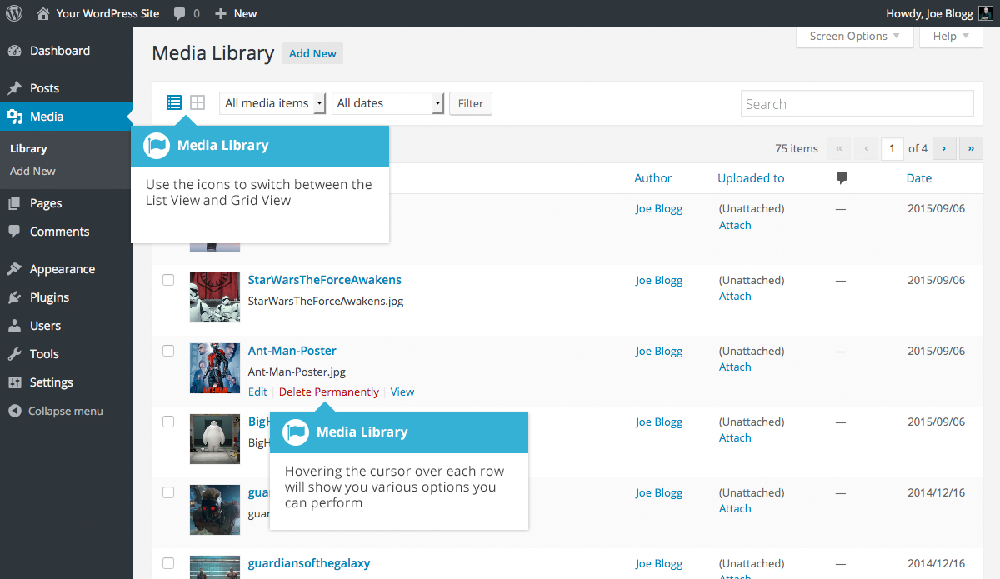 Your WordPress Site 0 New Howdy, Joe Blogg
Screen Options Help
Dashboard
Posts
Media
Library
Add New
Pages
Comments
Appearance
Plugins
Users
Tools
Settings
Collapse menu
Media Library Add New
All media items All dates Filter Search
Media Library
Use the icons to switch between the
List View and Grid View
75 items « ‹ 1 of 4 › »
Author Uploaded to Date
Joe Blogg (Unattached) — 2015/09/06
Attach
StarWarsTheForceAwakens Joe Blogg (Unattached) — 2015/09/06
StarWarsTheForceAwakens.jpg Attach
Ant-Man-Poster Joe Blogg (Unattached) — 2015/09/06
Ant-Man-Poster.jpg Attach
Edit | Delete Permanently | View
BigH Joe Blogg (Unattached) — 2015/09/06
BigH Attach
Media Library
Hovering the cursor over each row
will show you various options you
can perform
guar Joe Blogg (Unattached) — 2014/12/16
guar Attach
guardiansofthegalaxy Joe Blogg (Unattached) — 2014/12/16
Attach